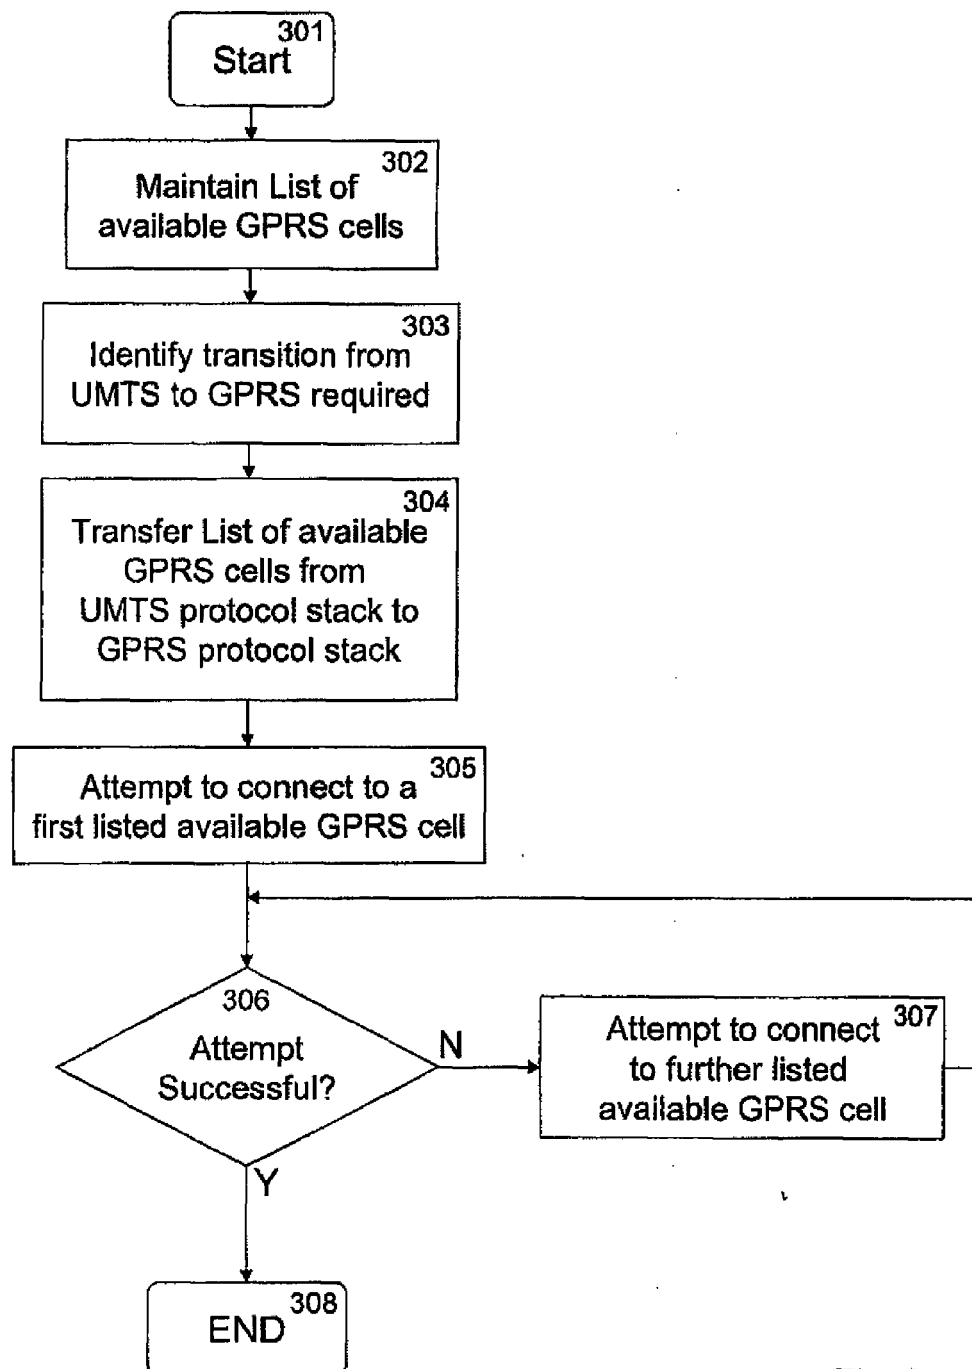 301
Start
302
Maintain List of
available GPRS cells
303
Identify transition from
UMTS to GPRS required
304
Transfer List of available
GPRS cells from
UMTS protocol stack to
GPRS protocol stack
305
Attempt to connect to a
first listed available GPRS cell
306
Attempt
Successful?
N
307
Attempt to connect
to further listed
available GPRS cell
Y
308
END